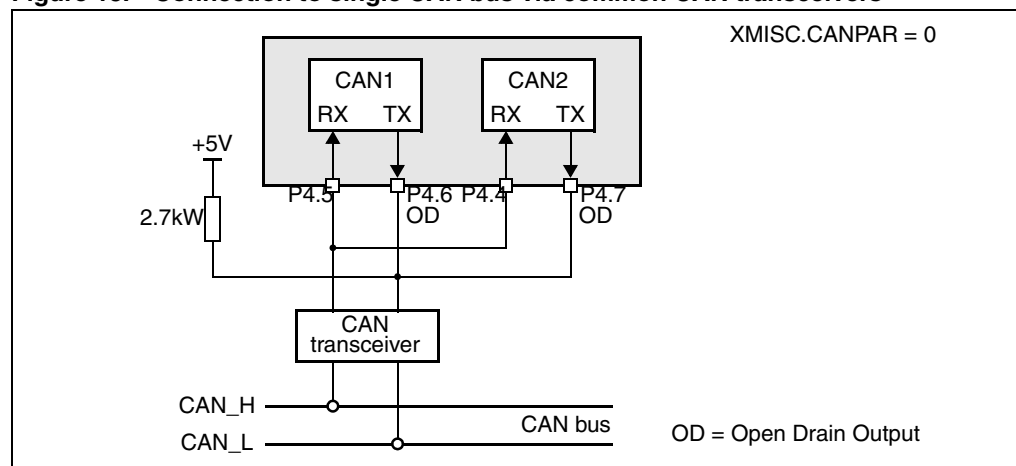 Figure 18. Connection to single CAN bus via common CAN transceivers
XMISC.CANPAR = 0
CAN1
RX TX
CAN2
RX TX
+5V
P4.5
P4.6
OD
P4.4
P4.7
OD
2.7kW
CAN
transceiver
CAN_H
CAN bus
CAN_L
OD = Open Drain Output